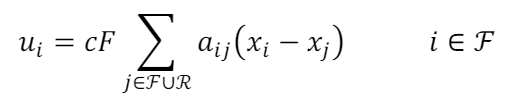 u_i = cF ∑_{j∈ℱ∪ℛ} a_{ij}(x_i − x_j)   i ∈ ℱ